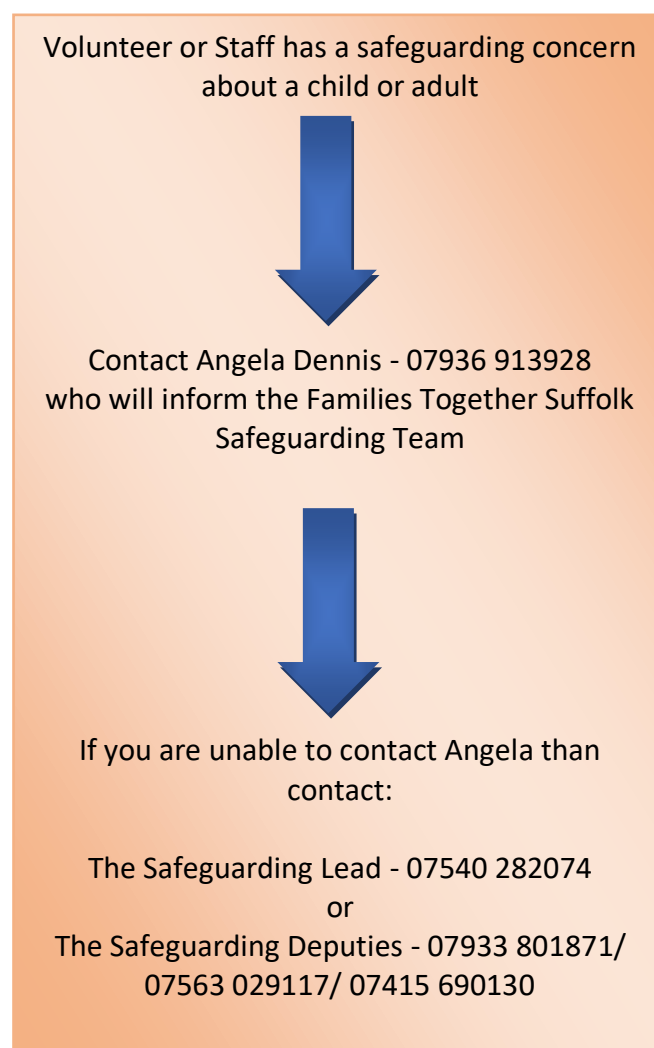 Volunteer or Staff has a safeguarding concern
about a child or adult
Contact Angela Dennis - 07936 913928
who will inform the Families Together Suffolk
Safeguarding Team
If you are unable to contact Angela than
contact:
The Safeguarding Lead - 07540 282074
or
The Safeguarding Deputies - 07933 801871/
07563 029117/ 07415 690130